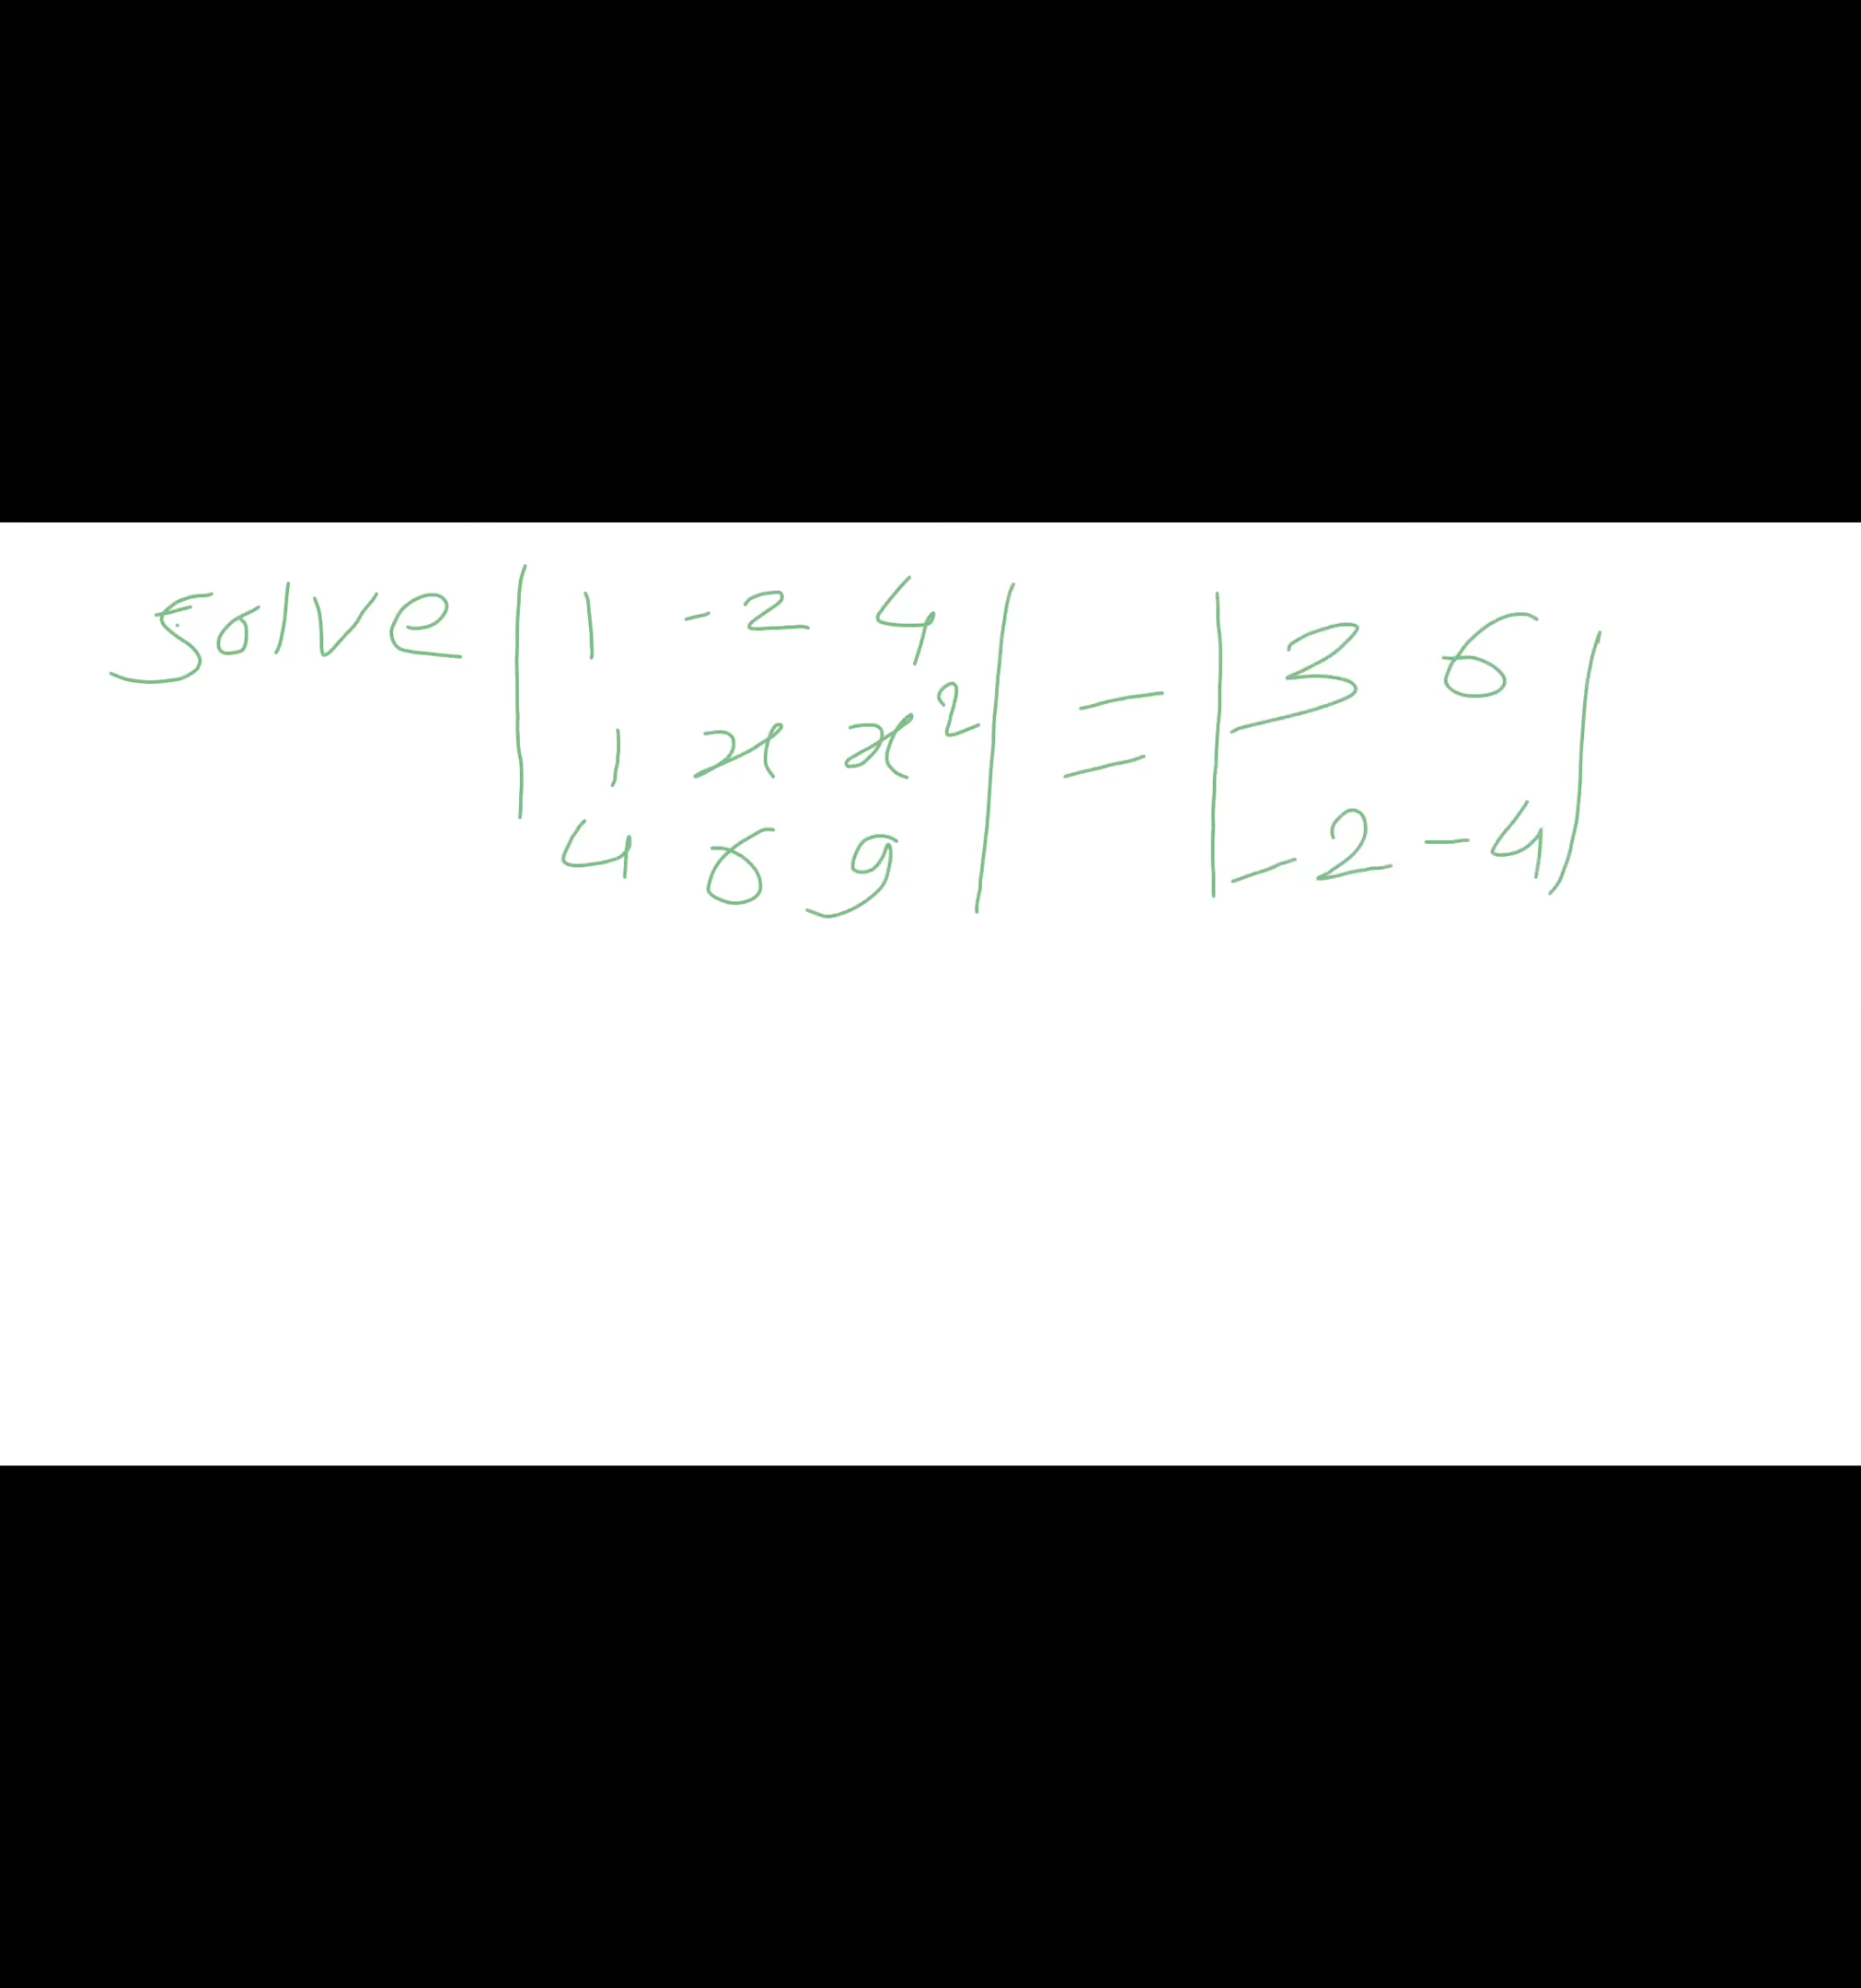 solve | 1 -2 4 | = | 3 6 |
| 1 x x² | = | -2 -4 |
| 4 6 9 |